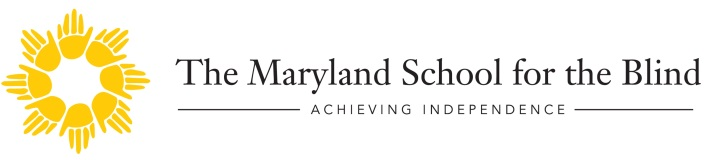 The Maryland School for the Blind
ACHIEVING INDEPENDENCE